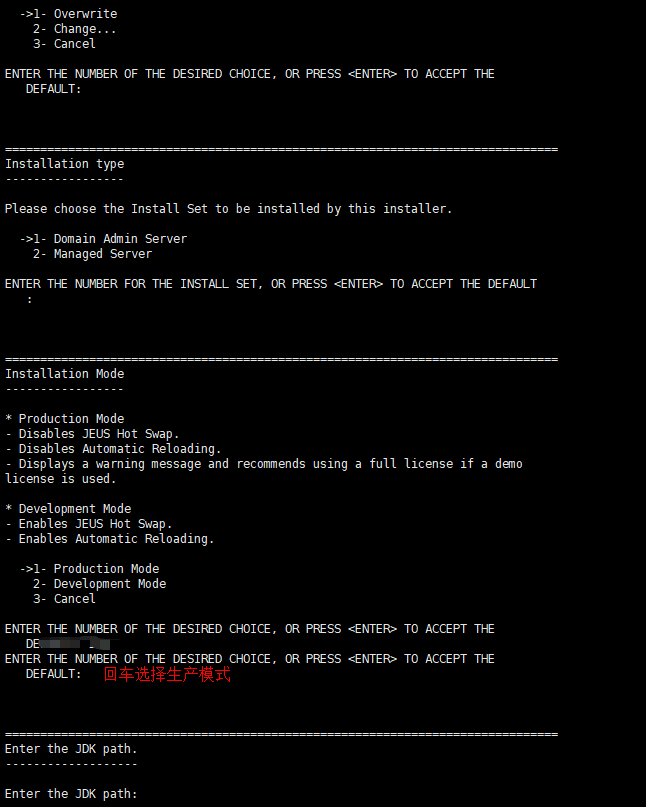 ->1- Overwrite
2- Change...
3- Cancel
ENTER THE NUMBER OF THE DESIRED CHOICE, OR PRESS <ENTER> TO ACCEPT THE
DEFAULT:
===============================================================================
Installation type
-----------------
Please choose the Install Set to be installed by this installer.
->1- Domain Admin Server
2- Managed Server
ENTER THE NUMBER FOR THE INSTALL SET, OR PRESS <ENTER> TO ACCEPT THE DEFAULT
:
===============================================================================
Installation Mode
-----------------
* Production Mode
- Disables JEUS Hot Swap.
- Disables Automatic Reloading.
- Displays a warning message and recommends using a full license if a demo
license is used.
* Development Mode
- Enables JEUS Hot Swap.
- Enables Automatic Reloading.
->1- Production Mode
2- Development Mode
3- Cancel
ENTER THE NUMBER OF THE DESIRED CHOICE, OR PRESS <ENTER> TO ACCEPT THE
ENTER THE NUMBER OF THE DESIRED CHOICE, OR PRESS <ENTER> TO ACCEPT THE
DEFAULT: 回车选择生产模式
===============================================================================
Enter the JDK path.
-------------------
Enter the JDK path: